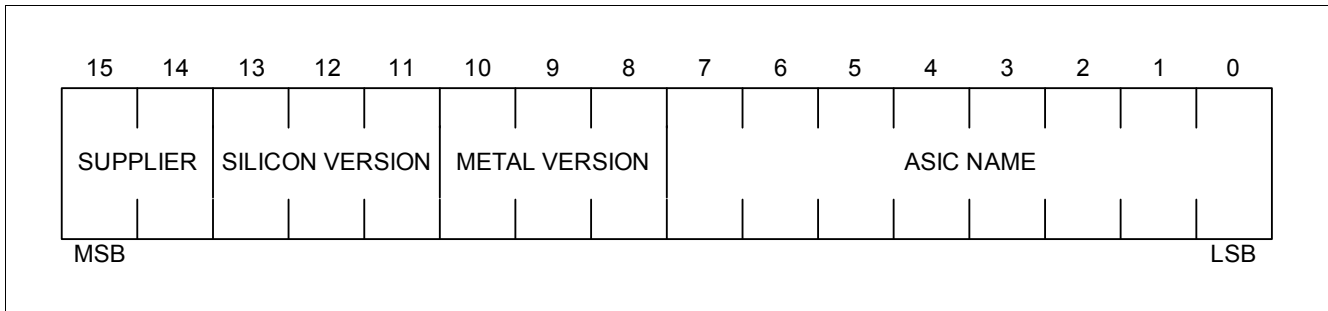 15 14 13 12 11 10 9 8 7 6 5 4 3 2 1 0
SUPPLIER SILICON VERSION METAL VERSION ASIC NAME
MSB LSB